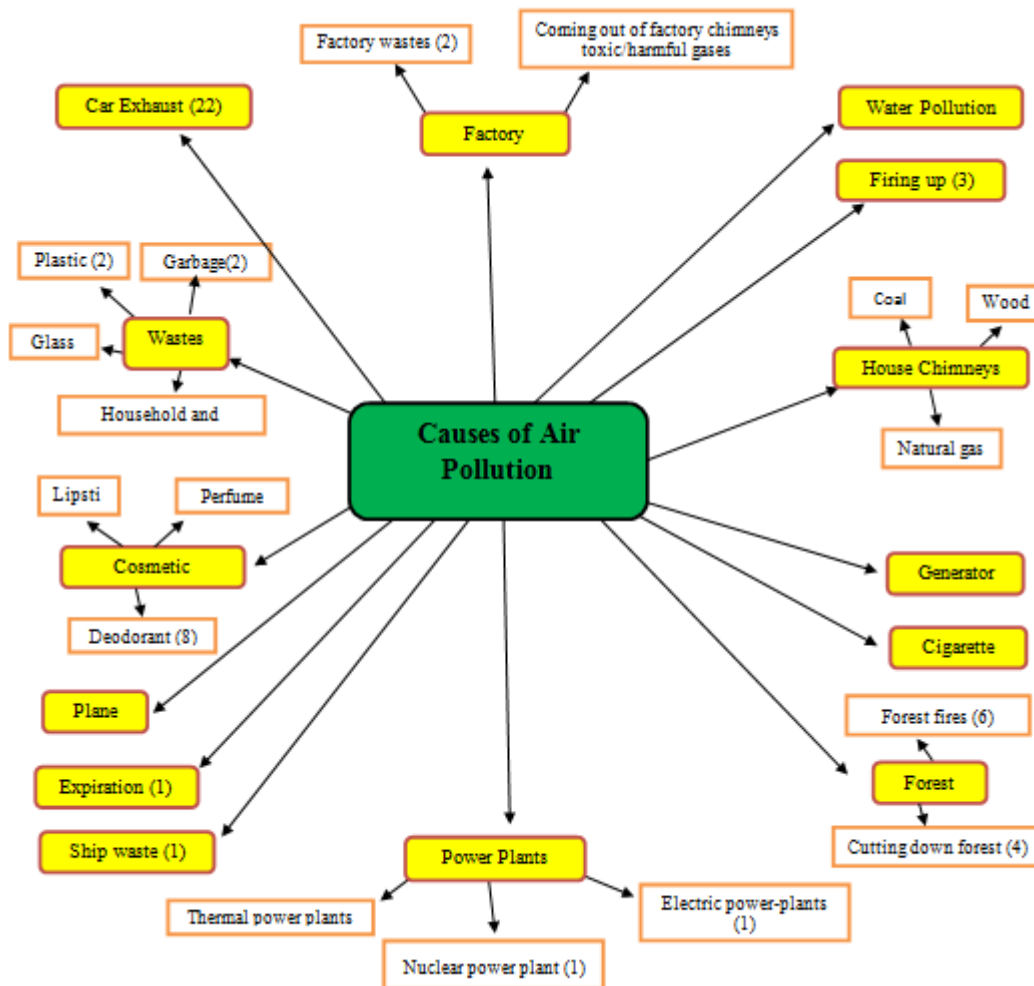 Factory wastes (2)
Coming out of factory chimneys
toxic/harmful gases
Car Exhaust (22)
Factory
Water Pollution
Firing up (3)
Plastic (2)
Garbage(2)
Wastes
Glass
Household and
Coal
Wood
House Chimneys
Natural gas
Causes of Air
Pollution
Lipsti
Perfume
Cosmetic
Deodorant (8)
Generator
Cigarette
Plane
Expiration (1)
Ship waste (1)
Forest fires (6)
Forest
Cutting down forest (4)
Power Plants
Thermal power plants
Nuclear power plant (1)
Electric power-plants
(1)